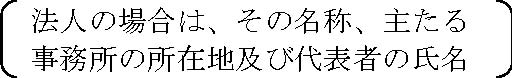 法人の場合は、その名称、主たる
事務所の所在地及び代表者の氏名